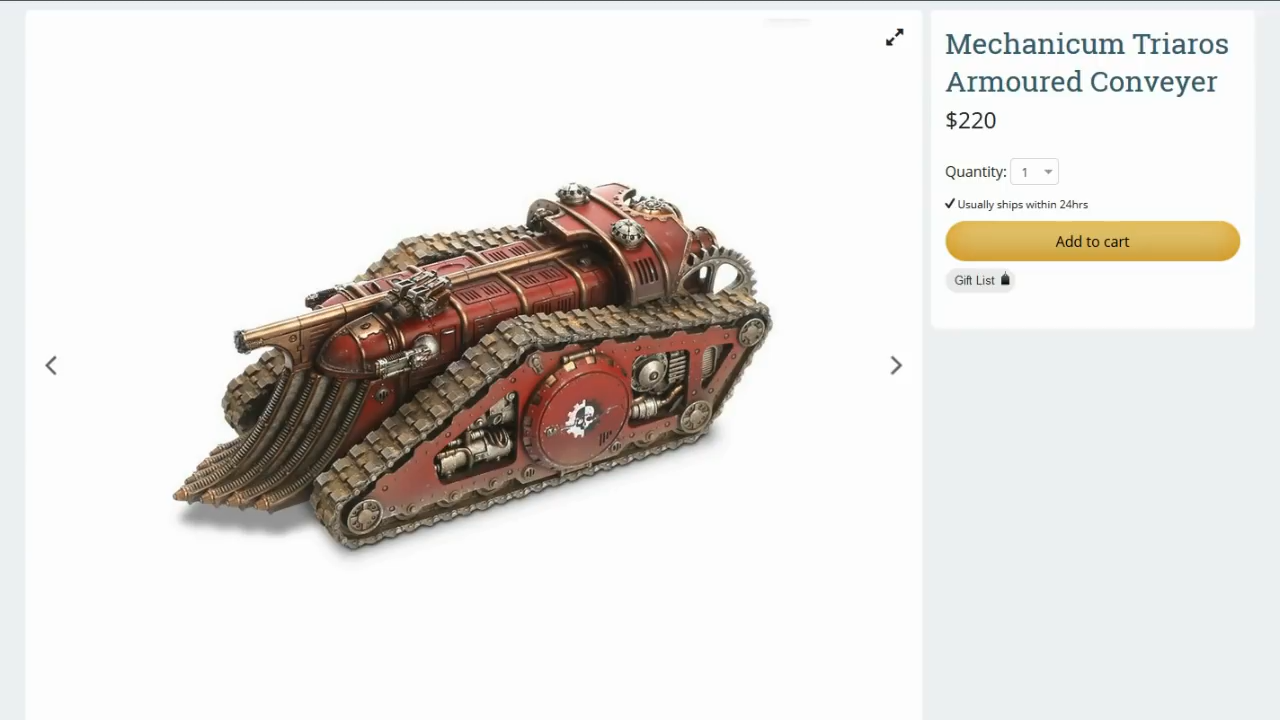 Mechanicum Triaros
Armoured Conveyer
$220
Quantity: 1
Usually ships within 24hrs
Add to cart
Gift List